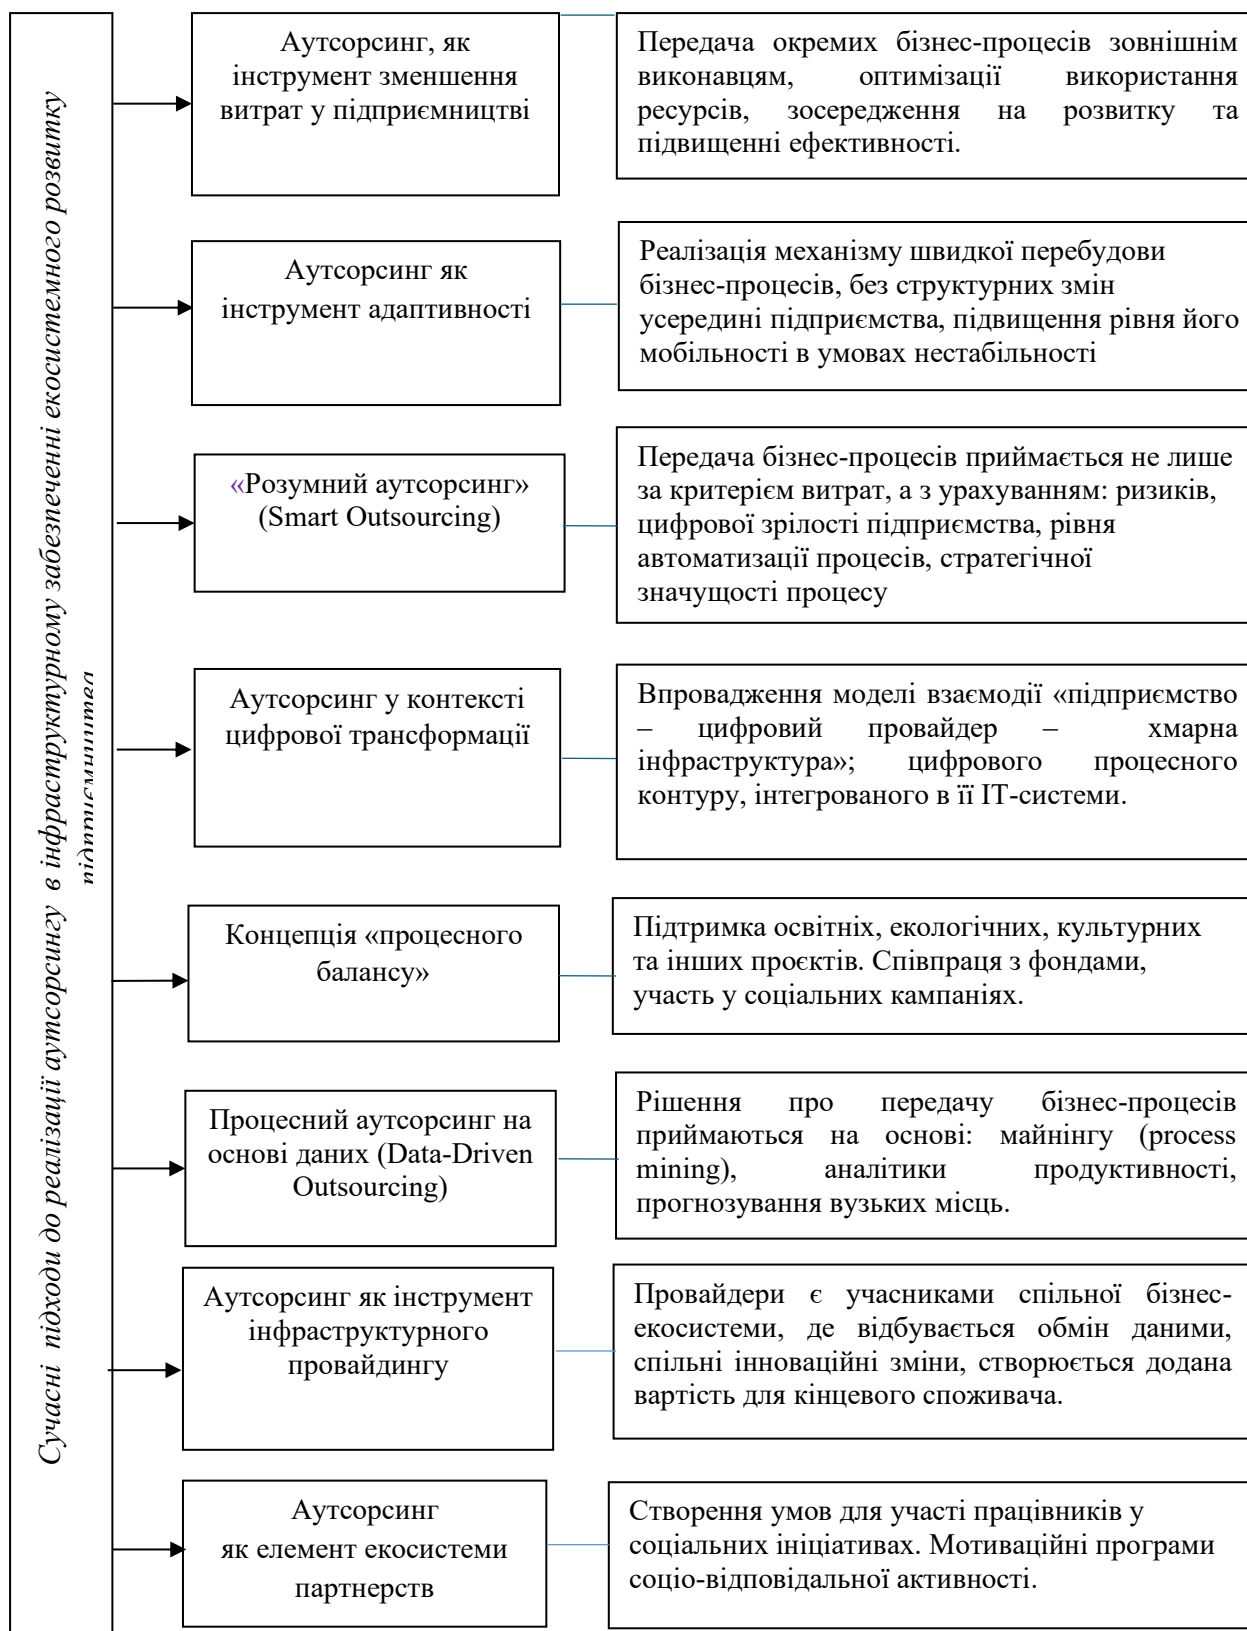 Сучасні підходи до реалізації аутсорсингу в інфраструктурному забезпеченні екосистемного розвитку
підприємництва
Аутсорсинг, як
інструмент зменшення
витрат у підприємництві
Передача окремих бізнес-процесів зовнішнім
виконавцям, оптимізації використання
ресурсів, зосередження на розвитку та
підвищенні ефективності.
Аутсорсинг як
інструмент адаптивності
Реалізація механізму швидкої перебудови
бізнес-процесів, без структурних змін
усередині підприємства, підвищення рівня його
мобільності в умовах нестабільності
«Розумний аутсорсинг»
(Smart Outsourcing)
Передача бізнес-процесів приймається не лише
за критерієм витрат, а з урахуванням: ризиків,
цифрової зрілості підприємства, рівня
автоматизації процесів, стратегічної
значущості процесу
Аутсорсинг у контексті
цифрової трансформації
Впровадження моделі взаємодії «підприємство
– цифровий провайдер – хмарна
інфраструктура»; цифрового процесного
контуру, інтегрованого в її ІТ-системи.
Концепція «процесного
балансу»
Підтримка освітніх, екологічних, культурних
та інших проєктів. Співпраця з фондами,
участь у соціальних кампаніях.
Процесний аутсорсинг на
основі даних (Data-Driven
Outsourcing)
Рішення про передачу бізнес-процесів
приймаються на основі: майнінгу (process
mining), аналітики продуктивності,
прогнозування вузьких місць.
Аутсорсинг як інструмент
інфраструктурного
провайдингу
Провайдери є учасниками спільної бізнес-
екосистеми, де відбувається обмін даними,
спільні інноваційні зміни, створюється додана
вартість для кінцевого споживача.
Аутсорсинг
як елемент екосистеми
партнерств
Створення умов для участі працівників у
соціальних ініціативах. Мотиваційні програми
соціо-відповідальної активності.